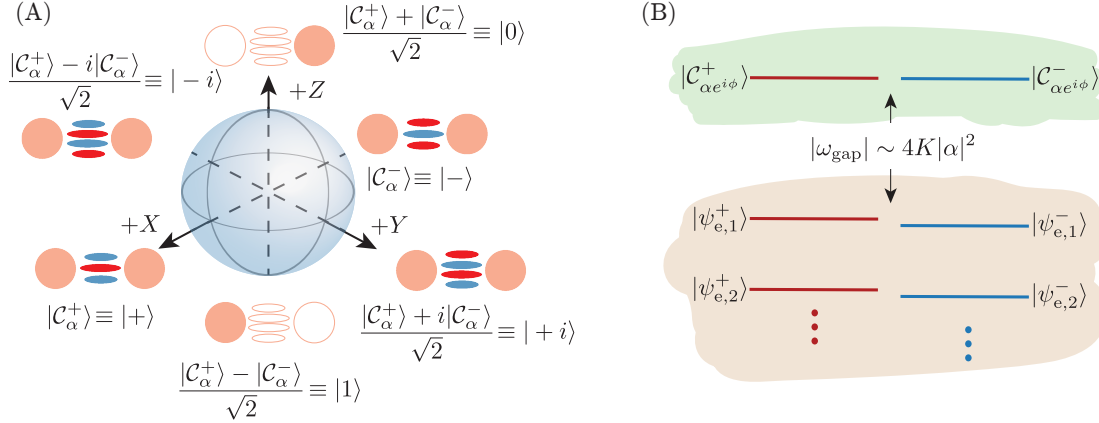 (A)
$\frac{|\mathcal{C}_\alpha^+\rangle + |\mathcal{C}_\alpha^-\rangle}{\sqrt{2}} \equiv |0\rangle$
$\frac{|\mathcal{C}_\alpha^+\rangle - i|\mathcal{C}_\alpha^-\rangle}{\sqrt{2}} \equiv |-i\rangle$
+Z
$|\mathcal{C}_\alpha^-\rangle \equiv |-\rangle$
+X
+Y
$|\mathcal{C}_\alpha^+\rangle \equiv |+\rangle$
$\frac{|\mathcal{C}_\alpha^+\rangle + i|\mathcal{C}_\alpha^-\rangle}{\sqrt{2}} \equiv |+i\rangle$
$\frac{|\mathcal{C}_\alpha^+\rangle - |\mathcal{C}_\alpha^-\rangle}{\sqrt{2}} \equiv |1\rangle$
(B)
$|\mathcal{C}_{\alpha e^{i\phi}}^+\rangle$ $|\mathcal{C}_{\alpha e^{i\phi}}^-\rangle$
$|\omega_{\mathrm{gap}}| \sim 4K|\alpha|^2$
$|\psi_{\mathrm{e},1}^+\rangle$ $|\psi_{\mathrm{e},1}^-\rangle$
$|\psi_{\mathrm{e},2}^+\rangle$ $|\psi_{\mathrm{e},2}^-\rangle$